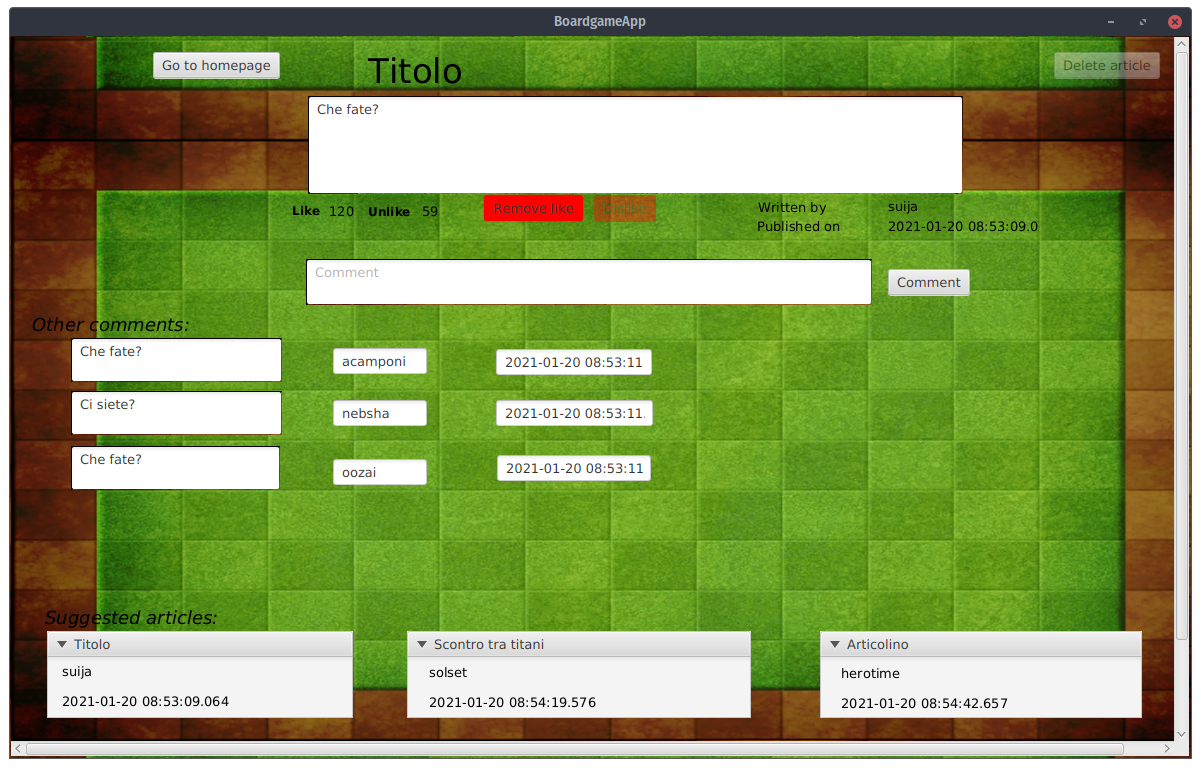 BoardgameApp
Go to homepage
Titolo
Delete article
Che fate?
Like 120 Unlike 59
Remove like
Written by suija
Published on 2021-01-20 08:53:09.0
Comment
Comment
Other comments:
Che fate? acamponi 2021-01-20 08:53:11
Ci siete? nebsha 2021-01-20 08:53:11.
Che fate? oozai 2021-01-20 08:53:11
Suggested articles:
Titolo
suija
2021-01-20 08:53:09.064
Scontro tra titani
solset
2021-01-20 08:54:19.576
Articolino
herotime
2021-01-20 08:54:42.657